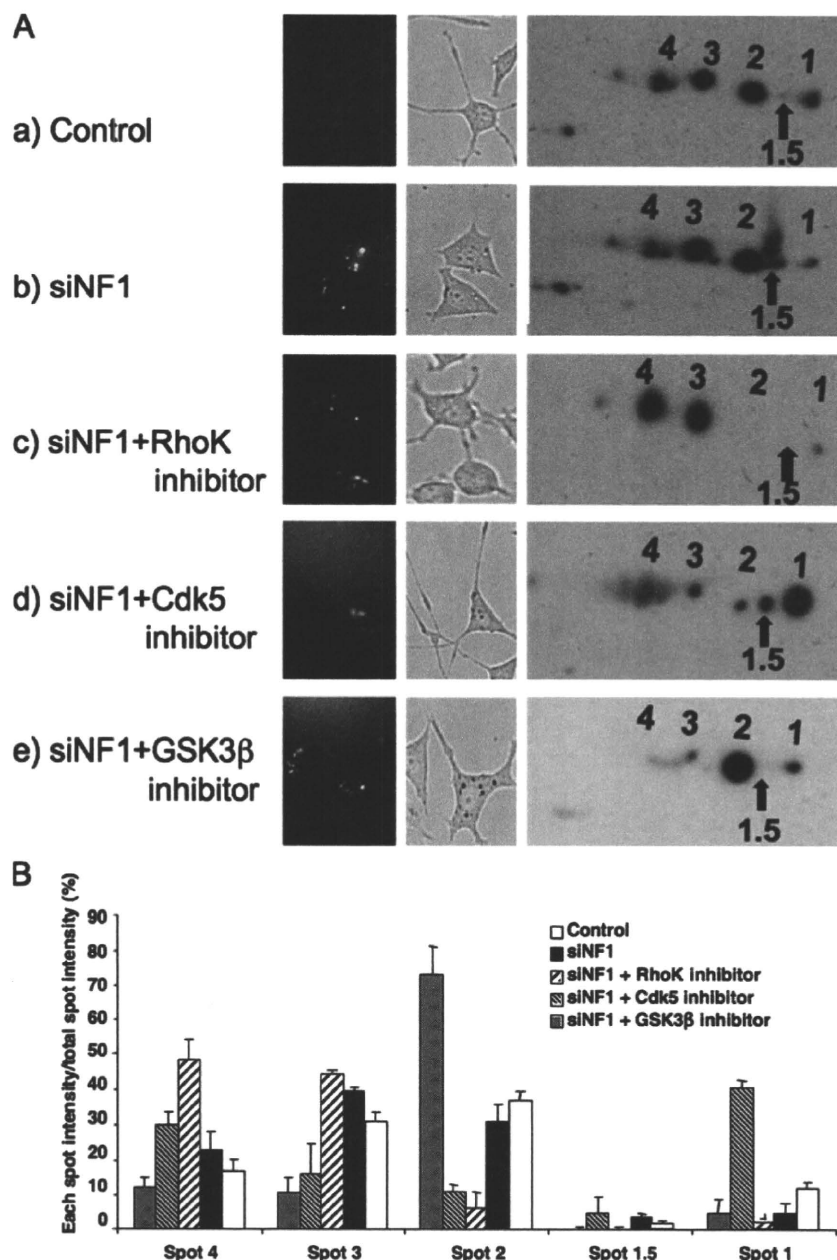 A
a) Control
4 3 2 1
1.5
b) siNF1
4 3 2 1
1.5
c) siNF1+RhoK
inhibitor
4 3 2 1
1.5
d) siNF1+Cdk5
inhibitor
4 3 2 1
1.5
e) siNF1+GSK3β
inhibitor
4 3 2 1
1.5
B
Each spot intensity/total spot intensity (%)
90
80
70
60
50
40
30
20
10
0
Control
siNF1
siNF1 + RhoK inhibitor
siNF1 + Cdk5 inhibitor
siNF1 + GSK3β inhibitor
Spot 4 Spot 3 Spot 2 Spot 1.5 Spot 1